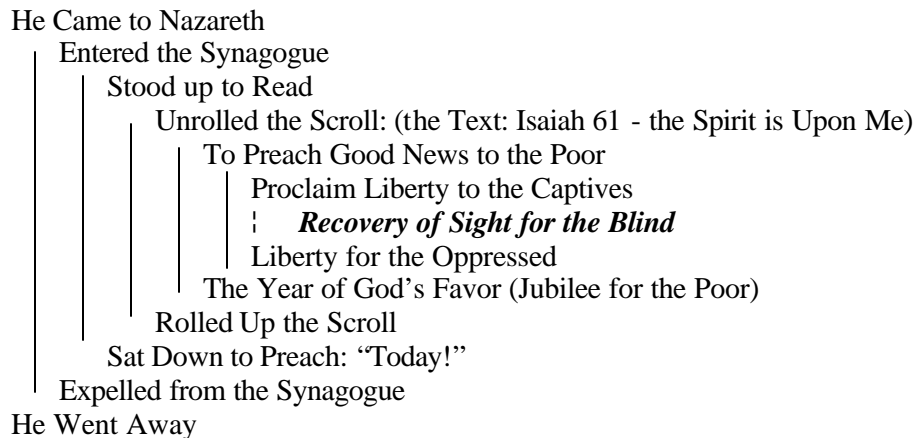 He Came to Nazareth
Entered the Synagogue
Stood up to Read
Unrolled the Scroll: (the Text: Isaiah 61 - the Spirit is Upon Me)
To Preach Good News to the Poor
Proclaim Liberty to the Captives
Recovery of Sight for the Blind
Liberty for the Oppressed
The Year of God’s Favor (Jubilee for the Poor)
Rolled Up the Scroll
Sat Down to Preach: “Today!”
Expelled from the Synagogue
He Went Away